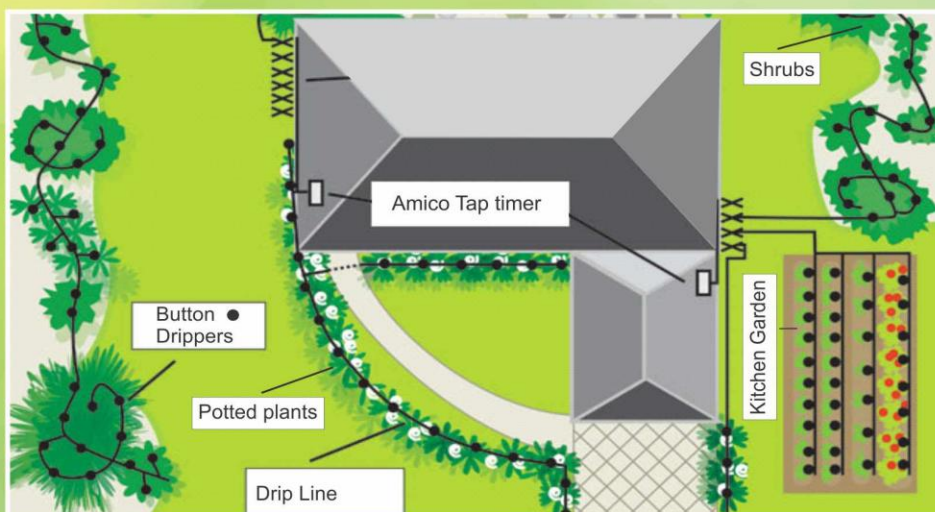 Shrubs
Amico Tap timer
Button
Drippers
Kitchen Garden
Potted plants
Drip Line